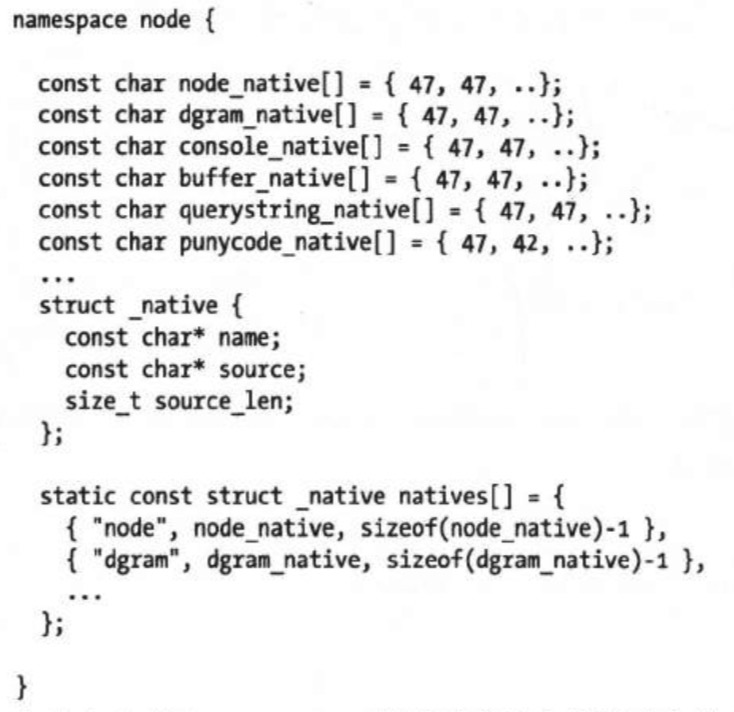 namespace node {
const char node_native[] = { 47, 47, ..};
const char dgram_native[] = { 47, 47, ..};
const char console_native[] = { 47, 47, ..};
const char buffer_native[] = { 47, 47, ..};
const char querystring_native[] = { 47, 47, ..};
const char punycode_native[] = { 47, 42, ..};
...
struct _native {
const char* name;
const char* source;
size_t source_len;
};
static const struct _native natives[] = {
{ "node", node_native, sizeof(node_native)-1 },
{ "dgram", dgram_native, sizeof(dgram_native)-1 },
...
};
}